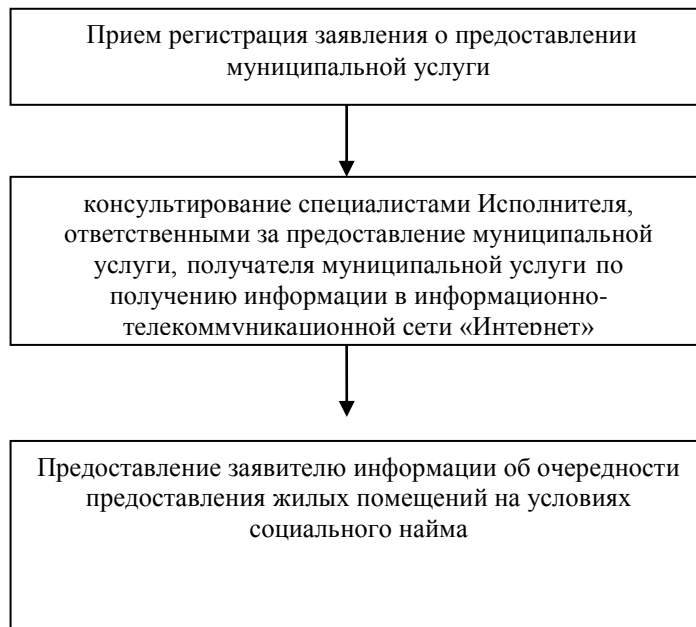 Прием регистрация заявления о предоставлении
муниципальной услуги
консультирование специалистами Исполнителя,
ответственными за предоставление муниципальной
услуги, получателя муниципальной услуги по
получению информации в информационно-
телекоммуникационной сети «Интернет»
Предоставление заявителю информации об очередности
предоставления жилых помещений на условиях
социального найма